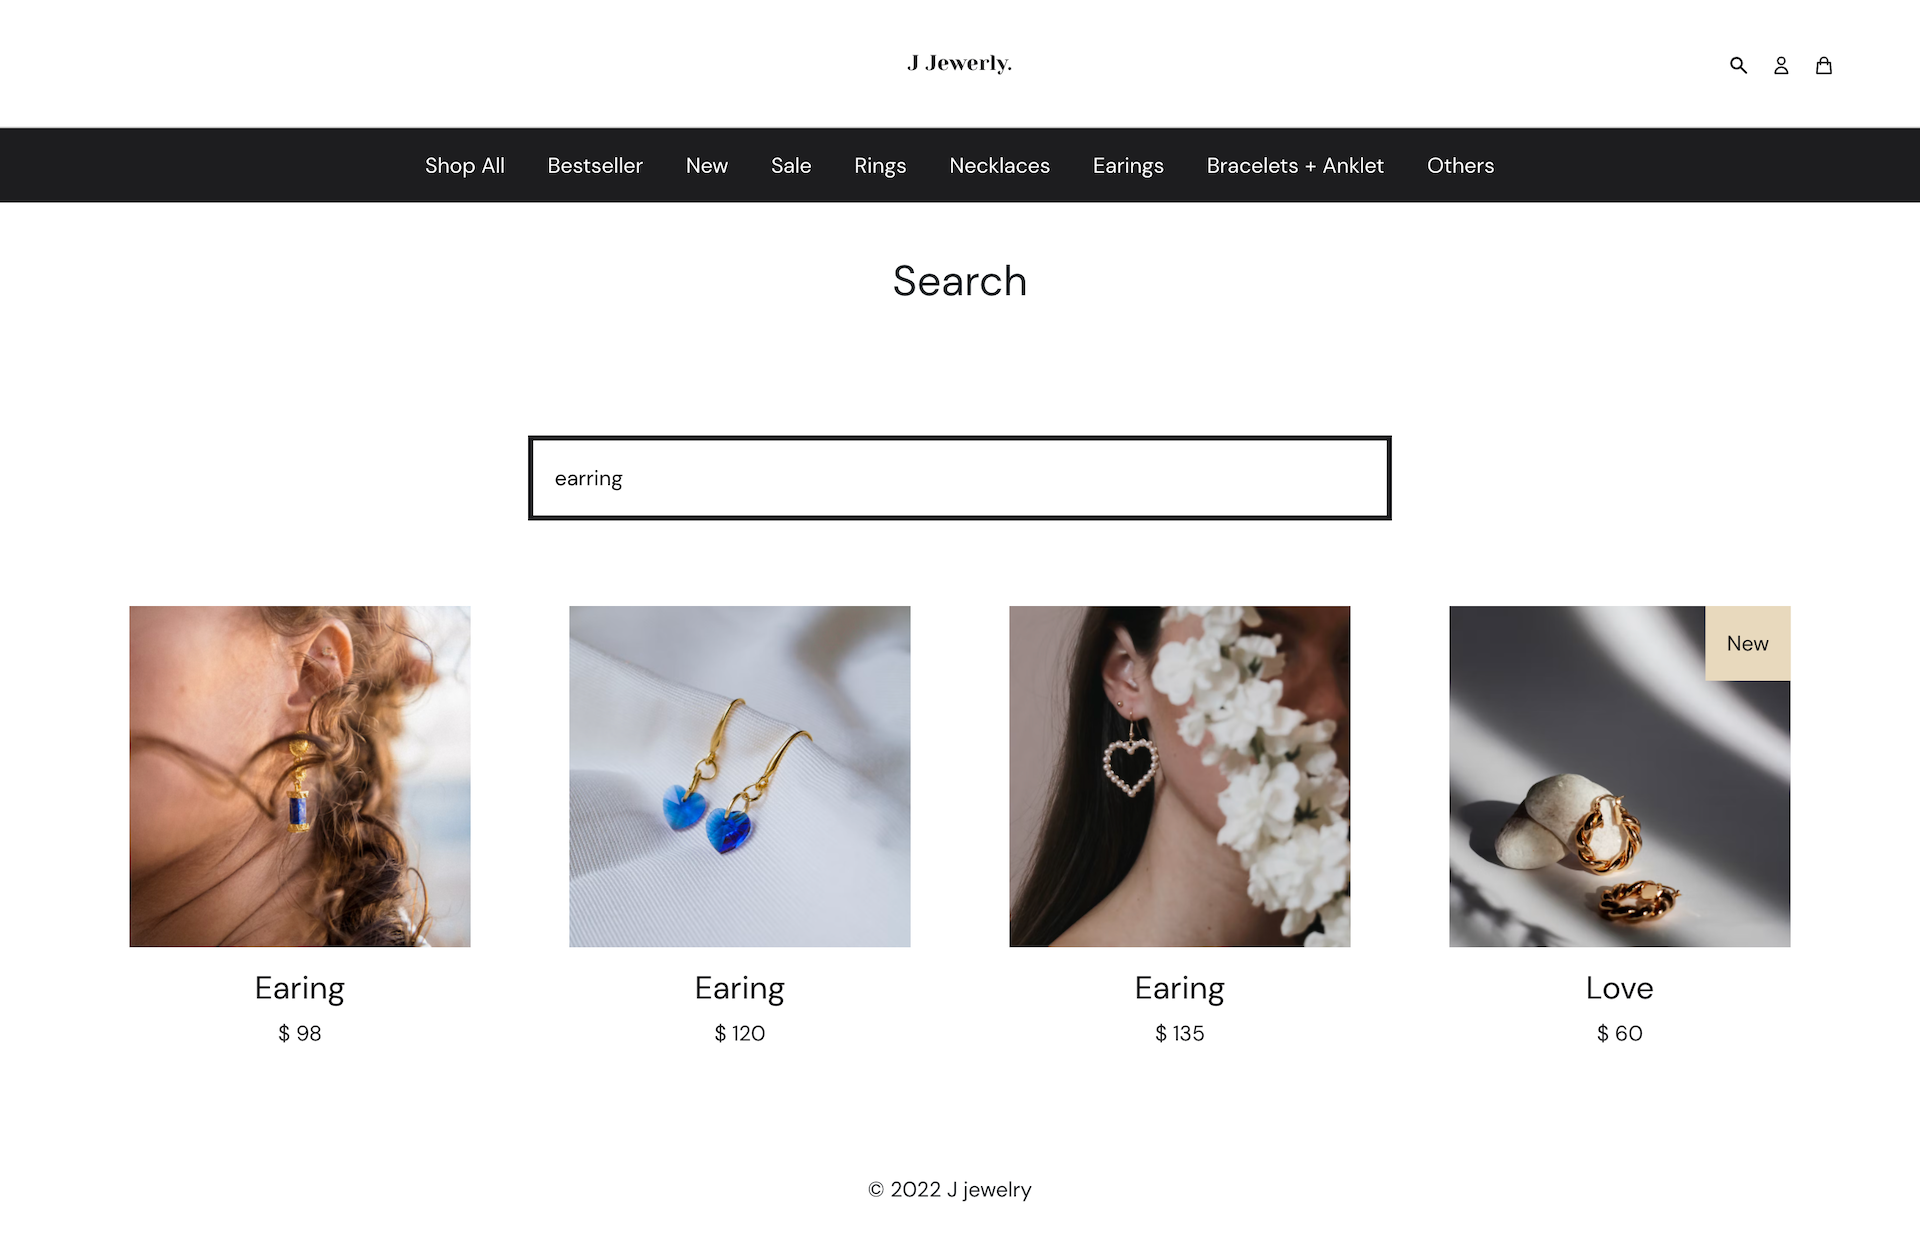 J Jewerly.
Shop All Bestseller New Sale Rings Necklaces Earings Bracelets + Anklet Others
Search
earring
New
Earing
$ 98
Earing
$ 120
Earing
$ 135
Love
$ 60
© 2022 J jewelry